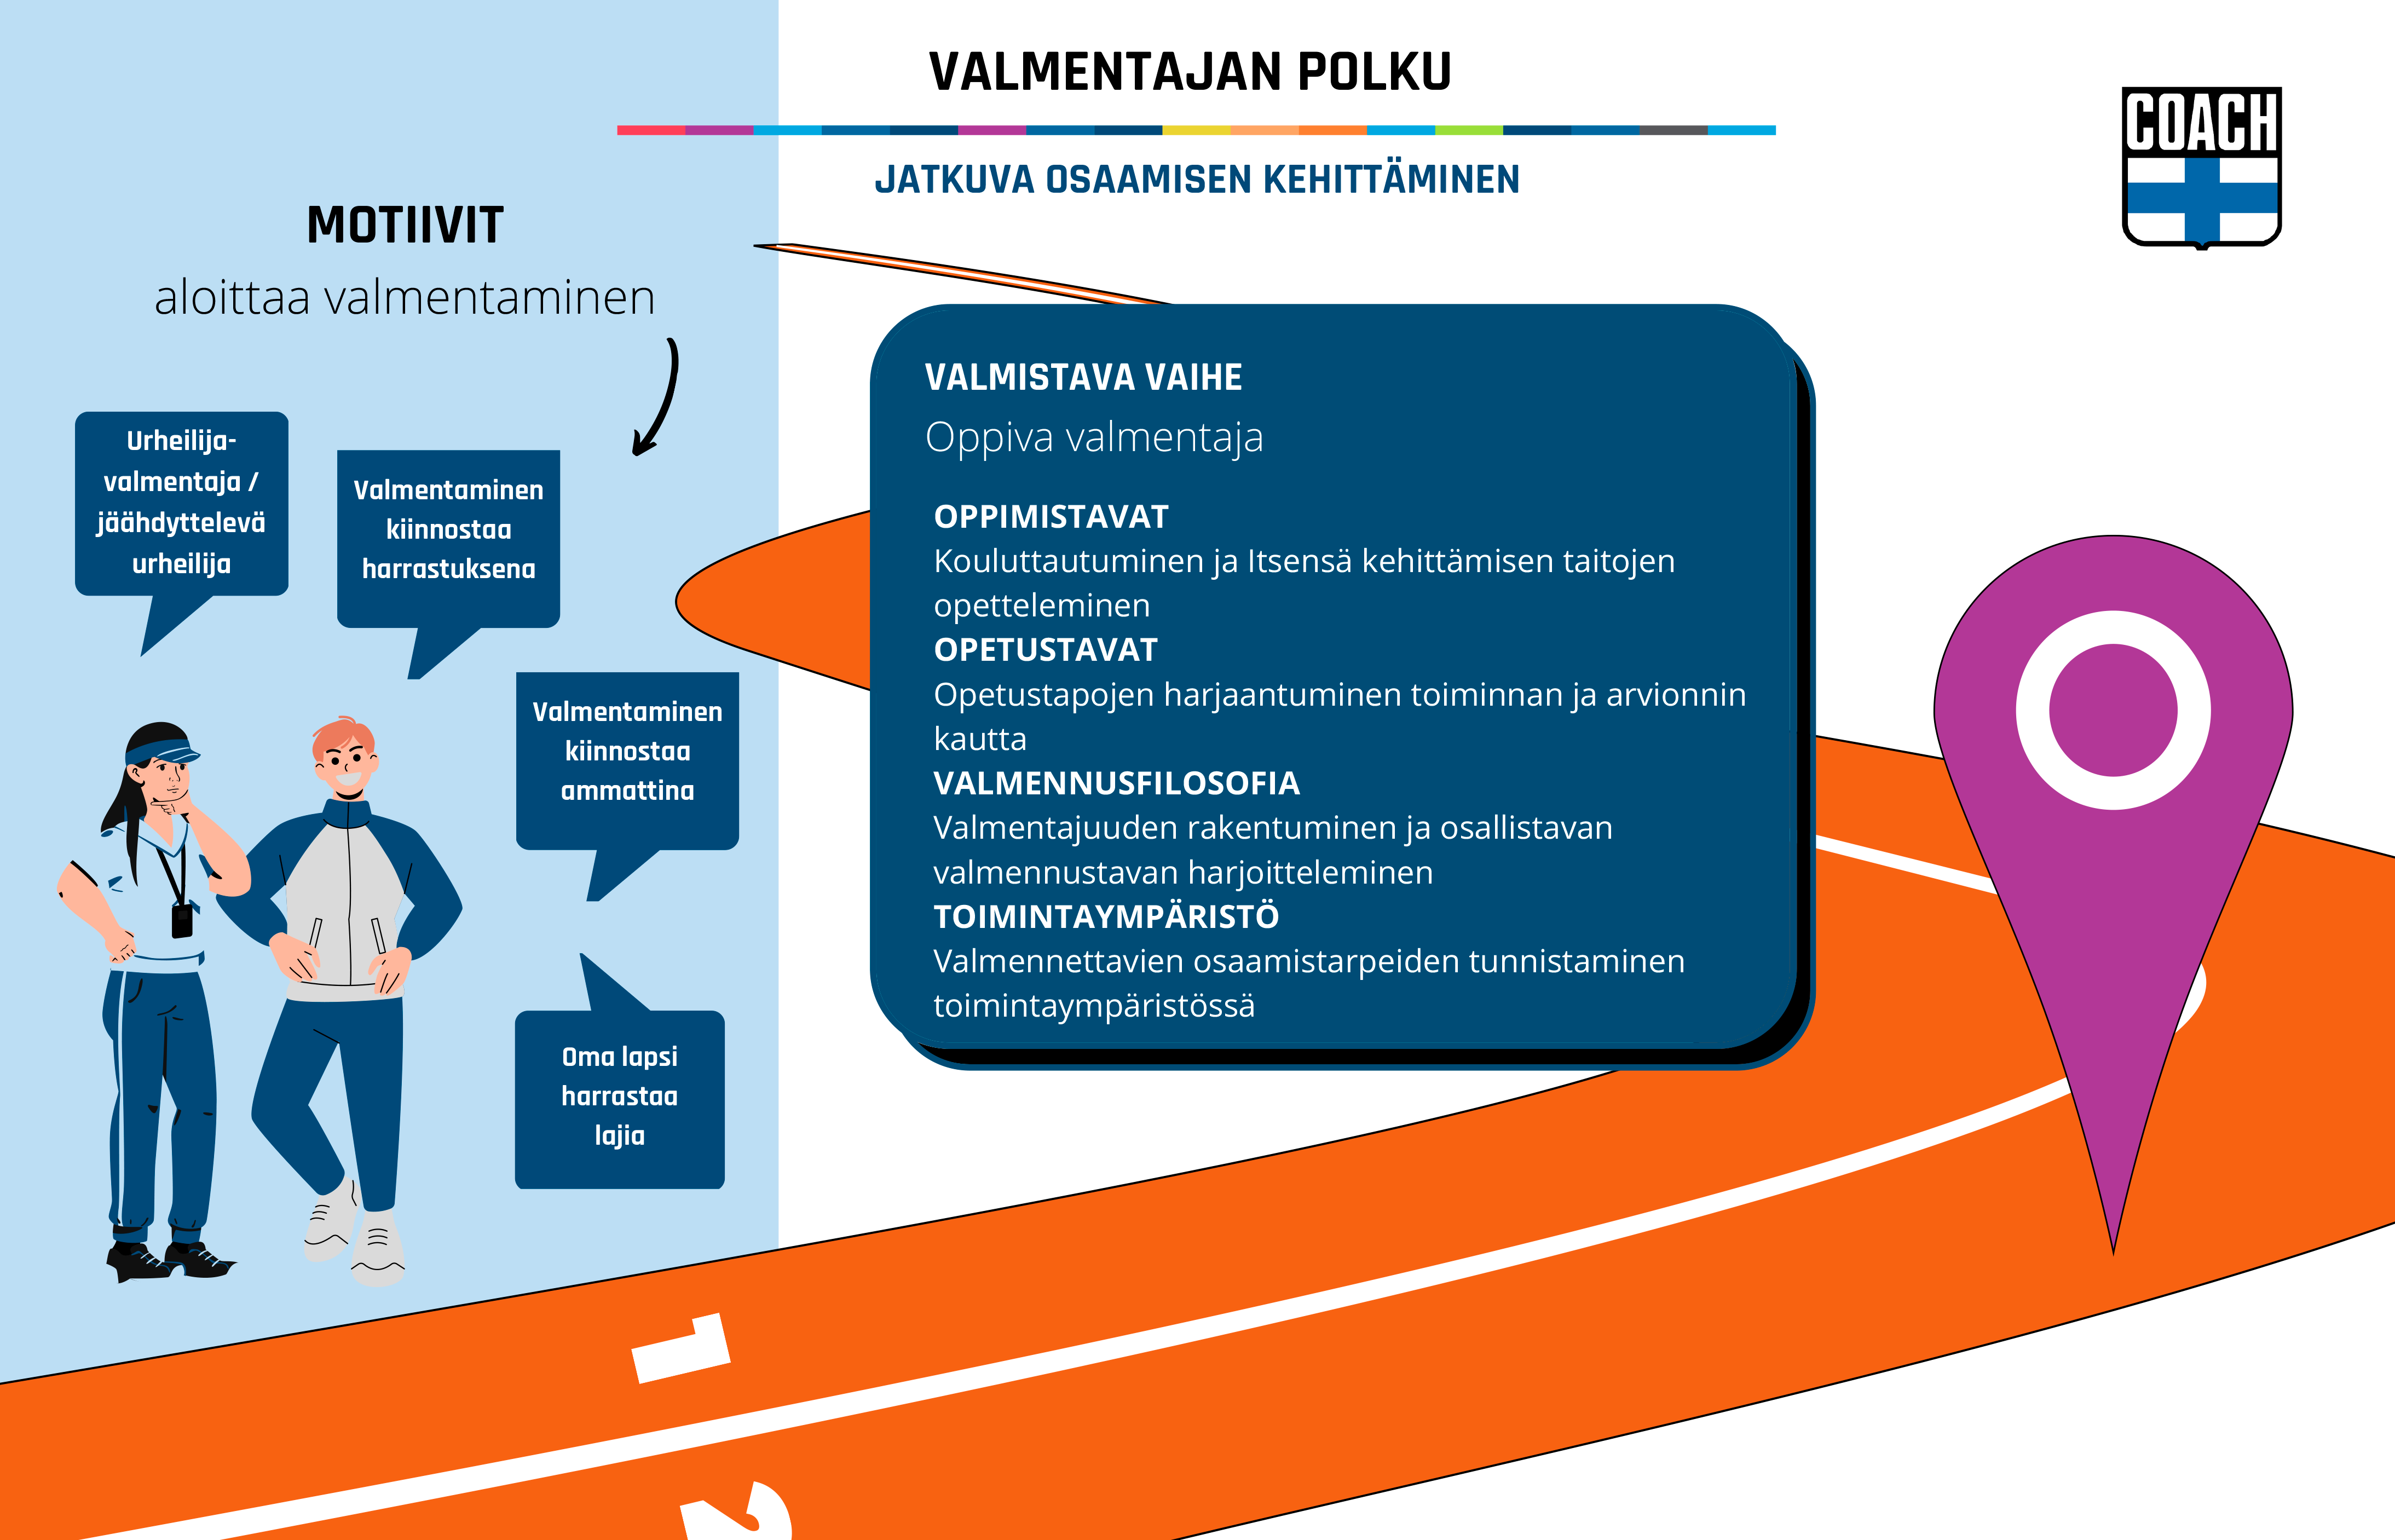 VALMENTAJAN POLKU
JATKUVA OSAAMISEN KEHITTÄMINEN
COACH
MOTIIVIT
aloittaa valmentaminen
Urheilija-
valmentaja /
jäähdyttelevä
urheilija
Valmentaminen
kiinnostaa
harrastuksena
Valmentaminen
kiinnostaa
ammattina
Oma lapsi
harrastaa
lajia
VALMISTAVA VAIHE
Oppiva valmentaja
OPPIMISTAVAT
Kouluttautuminen ja Itsensä kehittämisen taitojen
opetteleminen
OPETUSTAVAT
Opetustapojen harjaantuminen toiminnan ja arvionnin
kautta
VALMENNUSFILOSOFIA
Valmentajuuden rakentuminen ja osallistavan
valmennustavan harjoitteleminen
TOIMINTAYMPÄRISTÖ
Valmennettavien osaamistarpeiden tunnistaminen
toimintaympäristössä
1
2